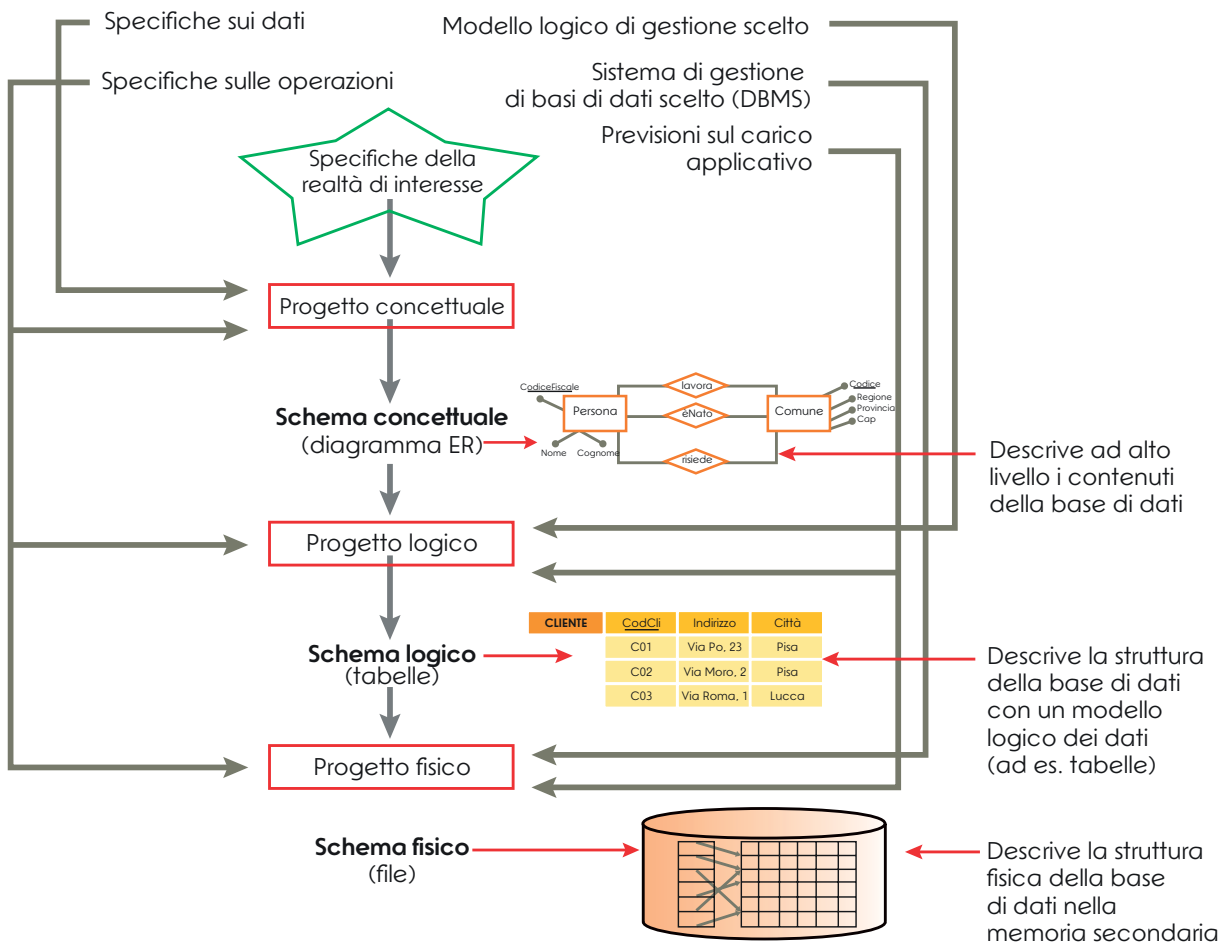 Specifiche sui dati
Specifiche sulle operazioni
Modello logico di gestione scelto
Sistema di gestione
di basi di dati scelto (DBMS)
Previsioni sul carico
applicativo
Specifiche della
realtà di interesse
Progetto concettuale
Schema concettuale
(diagramma ER)
CodiceFiscale
Persona
Nome
Cognome
lavora
èNato
risiede
Comune
Codice
Regione
Provincia
Cap
Descrive ad alto
livello i contenuti
della base di dati
Progetto logico
Schema logico
(tabelle)
CLIENTE CodCli Indirizzo Città
C01 Via Po, 23 Pisa
C02 Via Moro, 2 Pisa
C03 Via Roma, 1 Lucca
Descrive la struttura
della base di dati
con un modello
logico dei dati
(ad es. tabelle)
Progetto fisico
Schema fisico
(file)
Descrive la struttura
fisica della base
di dati nella
memoria secondaria